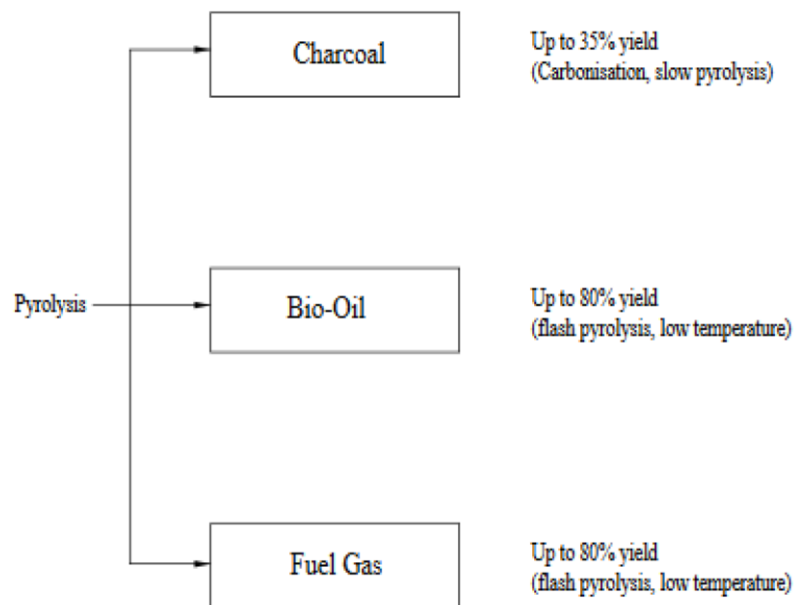 Charcoal
Up to 35% yield
(Carbonisation, slow pyrolysis)
Pyrolysis
Bio-Oil
Up to 80% yield
(flash pyrolysis, low temperature)
Fuel Gas
Up to 80% yield
(flash pyrolysis, low temperature)